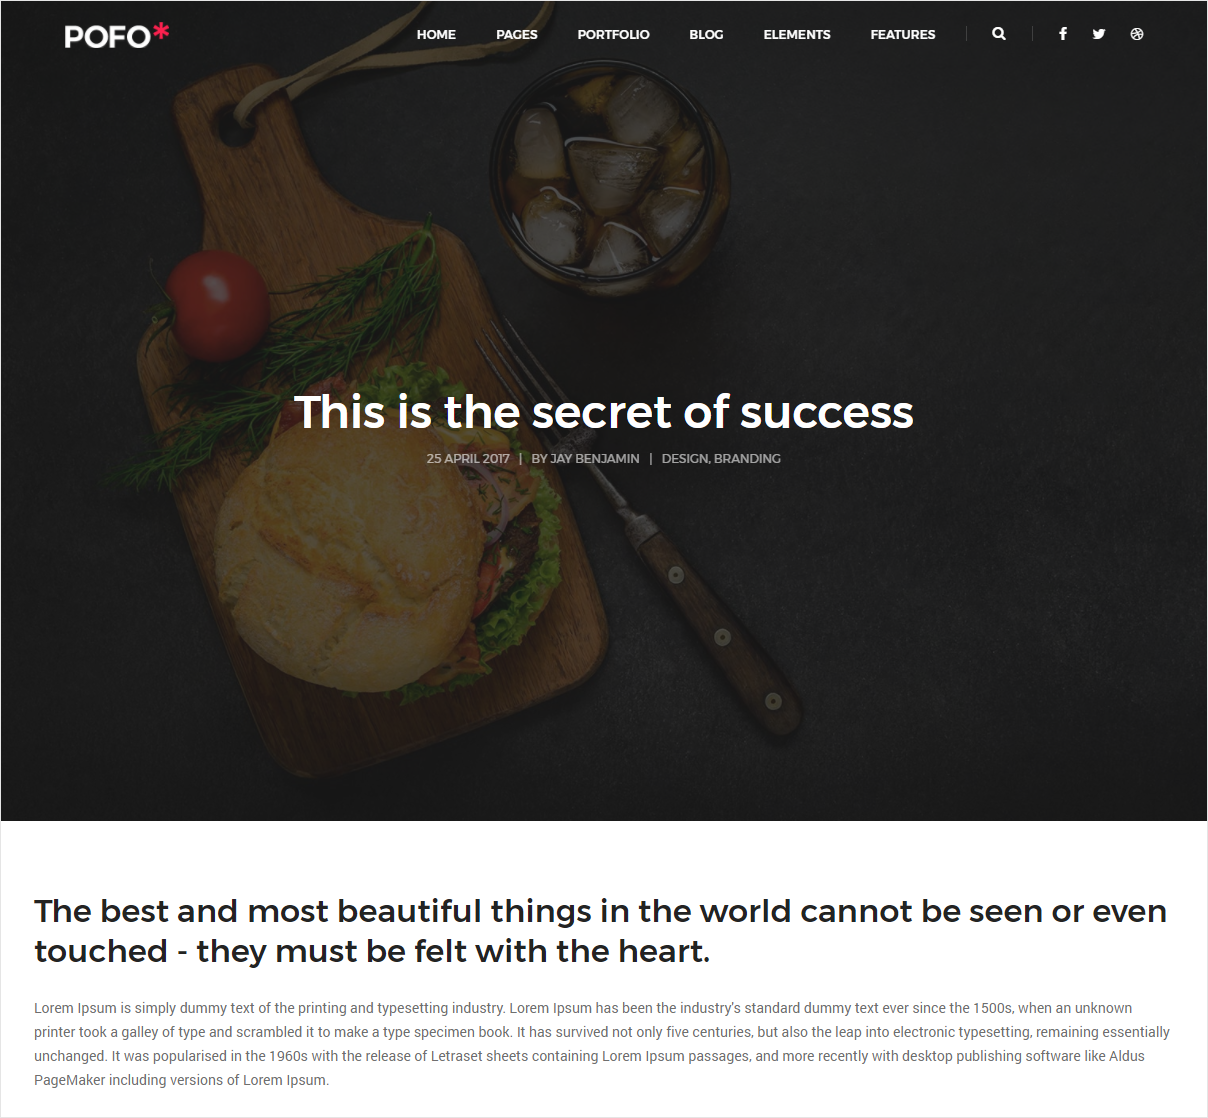 POFO*
HOME PAGES PORTFOLIO BLOG ELEMENTS FEATURES
This is the secret of success
25 APRIL 2017 | BY JAY BENJAMIN | DESIGN, BRANDING
The best and most beautiful things in the world cannot be seen or even
touched - they must be felt with the heart.
Lorem Ipsum is simply dummy text of the printing and typesetting industry. Lorem Ipsum has been the industry's standard dummy text ever since the 1500s, when an unknown
printer took a galley of type and scrambled it to make a type specimen book. It has survived not only five centuries, but also the leap into electronic typesetting, remaining essentially
unchanged. It was popularised in the 1960s with the release of Letraset sheets containing Lorem Ipsum passages, and more recently with desktop publishing software like Aldus
PageMaker including versions of Lorem Ipsum.